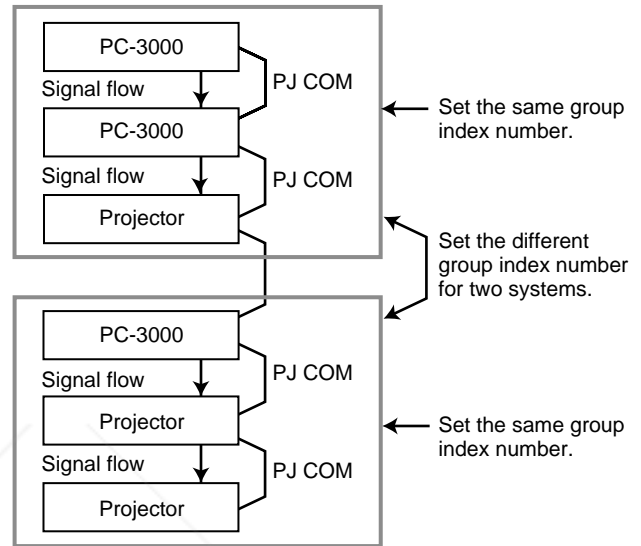 PC-3000
Signal flow
PJ COM
PC-3000
Signal flow
PJ COM
Projector
Set the same group
index number.
Set the different
group index number
for two systems.
PC-3000
Signal flow
PJ COM
Projector
Signal flow
PJ COM
Projector
Set the same group
index number.